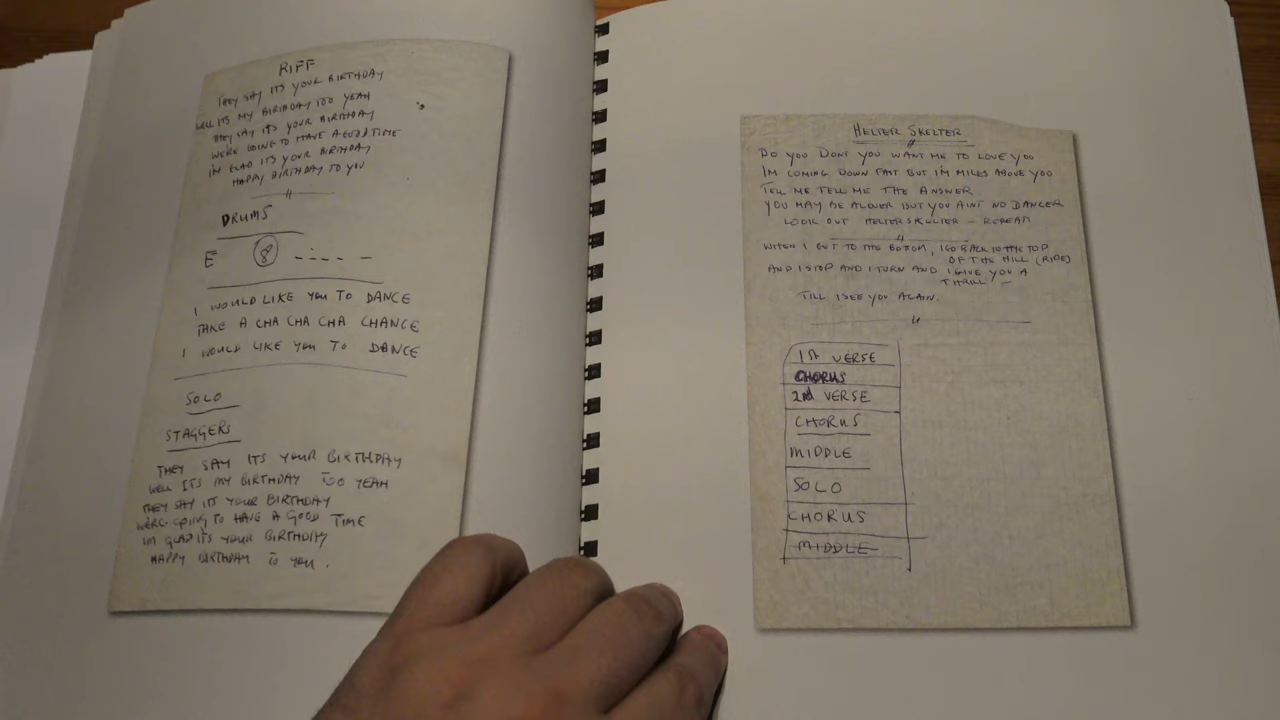 RIFF
THEY SAY ITS YOUR BIRTHDAY
WELL ITS MY BIRTHDAY TOO YEAH
THEY SAY ITS YOUR BIRTHDAY
WERE GOING TO HAVE A GOOD TIME
IM GLAD ITS YOUR BIRTHDAY
HAPPY BIRTHDAY TO YOU
DRUMS
E 8
I WOULD LIKE YOU TO DANCE
TAKE A CHA CHA CHA CHANCE
I WOULD LIKE YOU TO DANCE
SOLO
STAGGERS
THEY SAY ITS YOUR BIRTHDAY
WELL ITS MY BIRTHDAY TOO YEAH
THEY SAY ITS YOUR BIRTHDAY
WERE GOING TO HAVE A GOOD TIME
IM GLAD ITS YOUR BIRTHDAY
HAPPY BIRTHDAY TO YOU.
HELTER SKELTER
DO YOU DONT YOU WANT ME TO LOVE YOU
IM COMING DOWN FAST BUT IM MILES ABOVE YOU
TELL ME TELL ME THE ANSWER
YOU MAY BE A LOVER BUT YOU AINT NO DANCER
LOOK OUT HELTER SKELTER - REPEAT
WHEN I GET TO THE BOTTOM, I GO BACK TO THE TOP
OF THE HILL (RIDE)
AND I STOP AND I TURN AND I GIVE YOU A
THRILL -
TILL I SEE YOU AGAIN.
1ST VERSE
CHORUS
2nd VERSE
CHORUS
MIDDLE
SOLO
CHORUS
MIDDLE